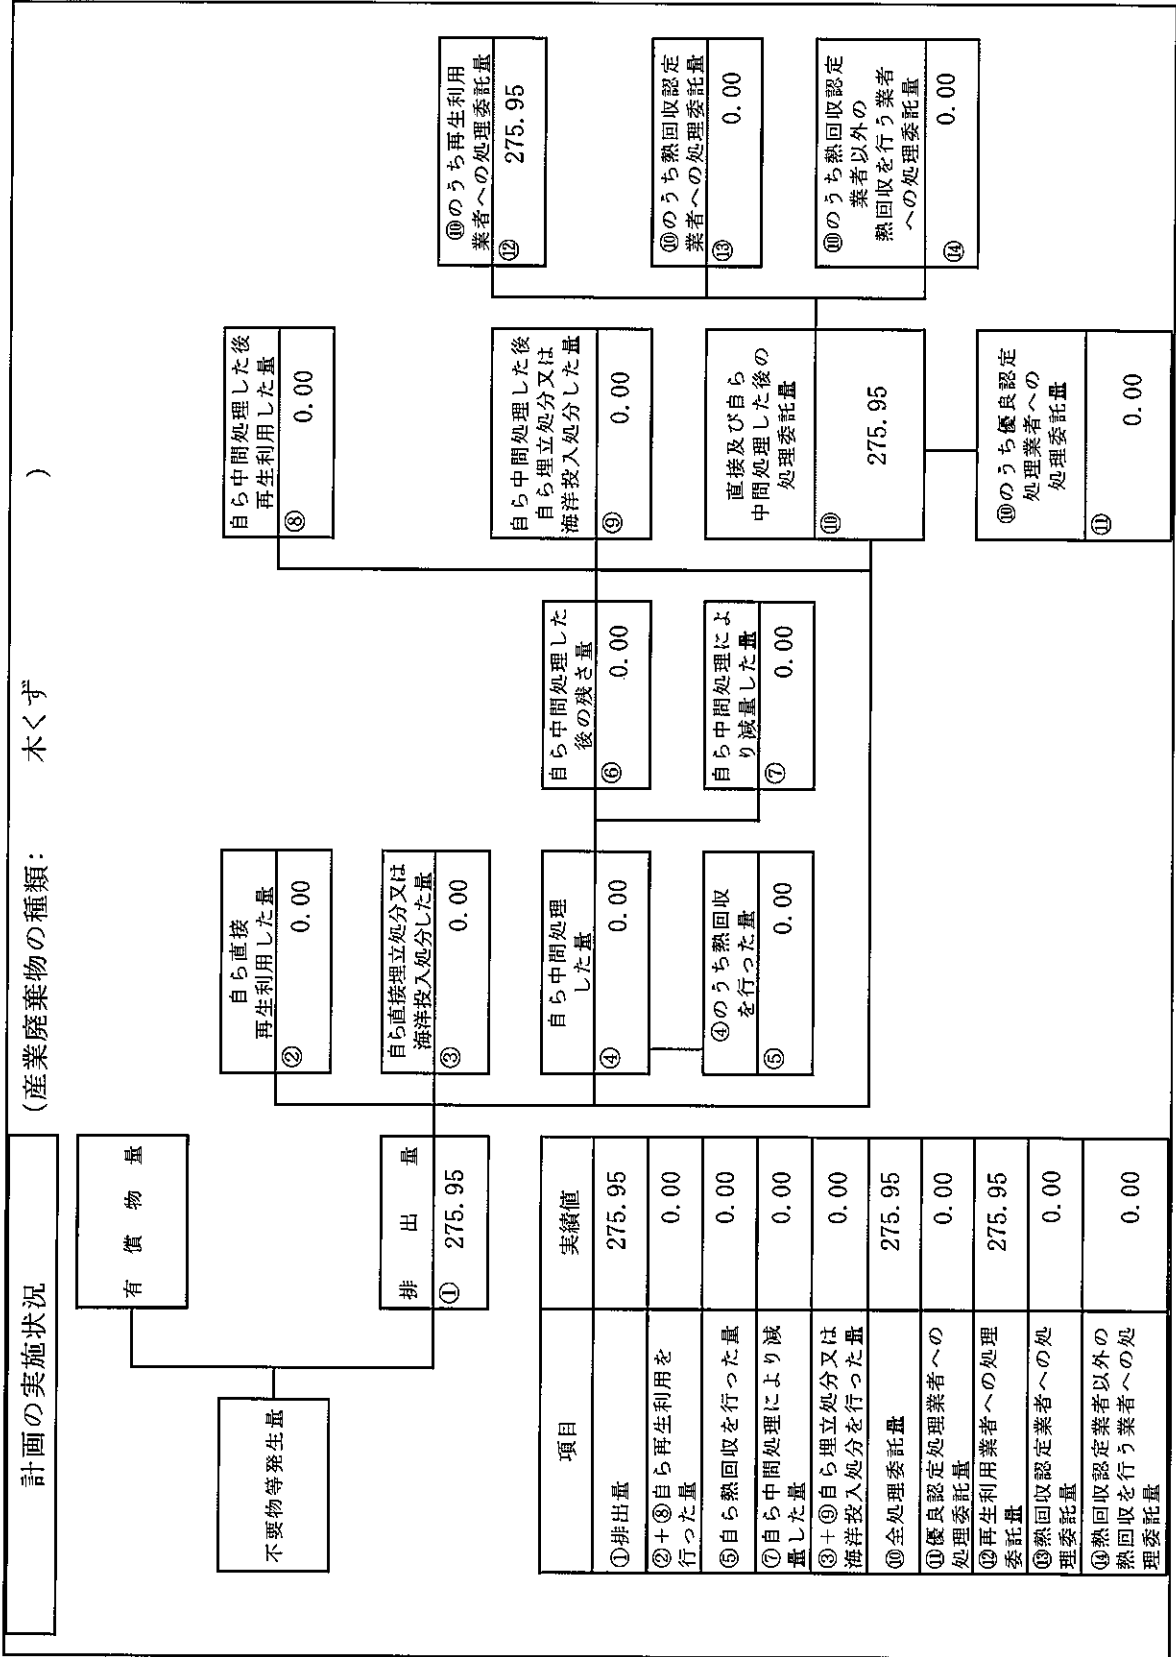 計画の実施状況
(産業廃棄物の種類: 木くず )
不要物等発生量
有償物量
排出量
① 275.95
自ら直接
再生利用した量
② 0.00
自ら直接埋立処分又は
海洋投入処分した量
③ 0.00
自ら中間処理
した量
④ 0.00
④のうち熱回収
を行った量
⑤ 0.00
自ら中間処理した
後の残さ量
⑥ 0.00
自ら中間処理によ
り減量した量
⑦ 0.00
自ら中間処理した後
再生利用した量
⑧ 0.00
自ら中間処理した後
自ら埋立処分又は
海洋投入処分した量
⑨ 0.00
直接及び自ら
中間処理した後の
処理委託量
⑩ 275.95
⑩のうち優良認定
処理業者への
処理委託量
⑪ 0.00
⑩のうち再生利用
業者への処理委託量
⑫ 275.95
⑩のうち熱回収認定
業者への処理委託量
⑬ 0.00
⑩のうち熱回収認定
業者以外の
熱回収を行う業者
への処理委託量
⑭ 0.00
項目 実績値
①排出量 275.95
②+⑧自ら再生利用を
行った量 0.00
⑤自ら熱回収を行った量 0.00
⑦自ら中間処理により減
量した量 0.00
③+⑨自ら埋立処分又は
海洋投入処分を行った量 0.00
⑩全処理委託量 275.95
⑪優良認定処理業者への
処理委託量 0.00
⑫再生利用業者への処理
委託量 275.95
⑬熱回収認定業者への処
理委託量 0.00
⑭熱回収認定業者以外の
熱回収を行う業者への処
理委託量 0.00